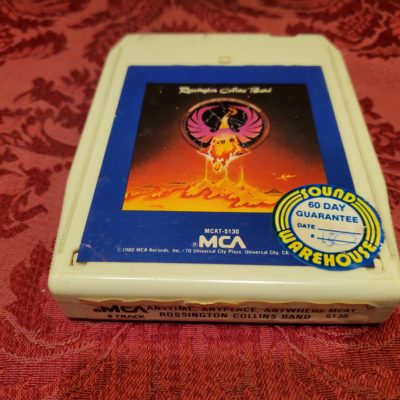 Rossington Collins Band
MCAT-5130
MCA
©1980 MCA Records, Inc./70 Universal City Plaza, Universal City, CA
SOUND
60 DAY
GUARANTEE
DATE
WAREHOUSE
MCA ANYTIME, ANYPLACE, ANYWHERE MCAT
8 TRACK ROSSINGTON COLLINS BAND 5130